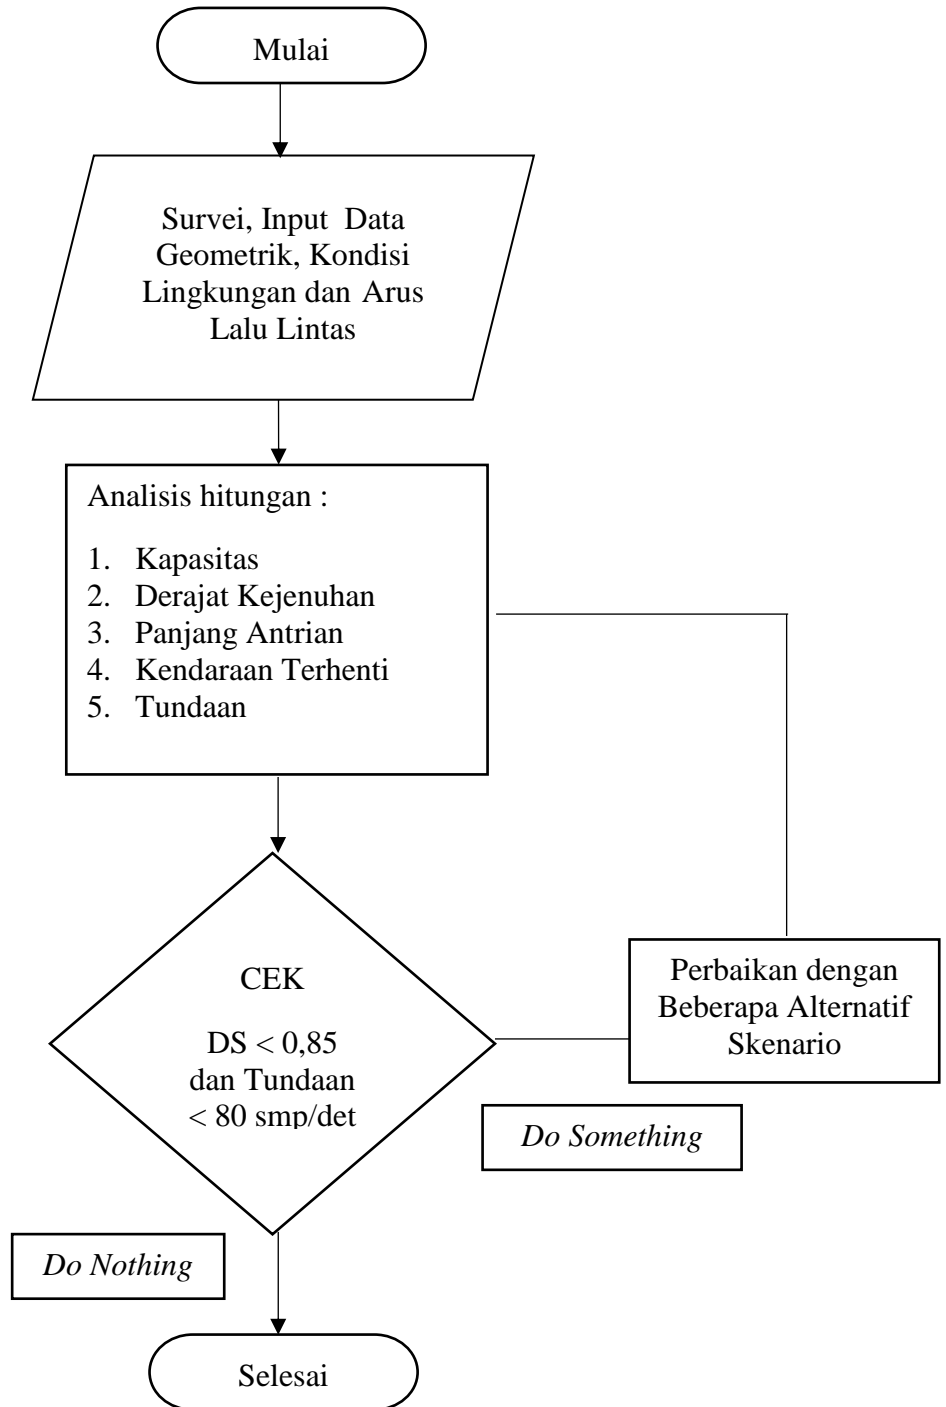 Mulai
Survei, Input Data
Geometrik, Kondisi
Lingkungan dan Arus
Lalu Lintas
Analisis hitungan :
1. Kapasitas
2. Derajat Kejenuhan
3. Panjang Antrian
4. Kendaraan Terhenti
5. Tundaan
CEK
DS < 0,85
dan Tundaan
< 80 smp/det
Perbaikan dengan
Beberapa Alternatif
Skenario
Do Something
Do Nothing
Selesai